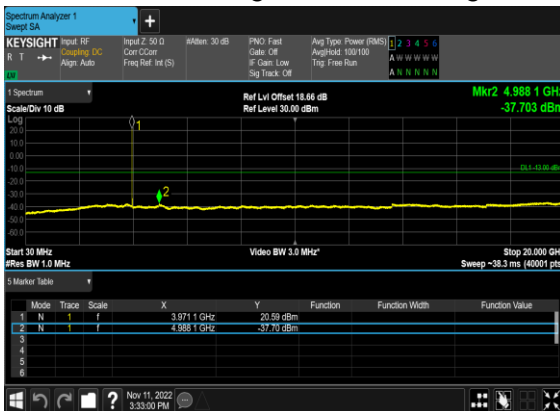 Spectrum Analyzer 1
Swept SA
KEYSIGHT Input: RF Input Z: 50 Ω #Atten: 30 dB PNO: Fast Avg Type: Power (RMS) 1 2 3 4 5 6
R T Coupling: DC Corr CCorr Gate: Off Avg|Hold: 100/100 A W W W W W
Align: Auto Freq Ref: Int (S) IF Gain: Low Trig: Free Run
Sig Track: Off A N N N N N
1 Spectrum Ref Lvl Offset 18.66 dB Mkr2 4.988 1 GHz
Scale/Div 10 dB Ref Level 30.00 dBm -37.703 dBm
Log
20.0 1
10.0
0.00
-10.0 DL1 -13.00 dBm
-20.0
-30.0 2
-40.0
-50.0
-60.0
Start 30 MHz Video BW 3.0 MHz* Stop 20.000 GHz
#Res BW 1.0 MHz Sweep ~38.3 ms (40001 pts
5 Marker Table
Mode Trace Scale X Y Function Function Width Function Value
1 N 1 f 3.971 1 GHz 20.59 dBm
2 N 1 f 4.988 1 GHz -37.70 dBm
3
4
5
6
? Nov 11, 2022
3:33:00 PM